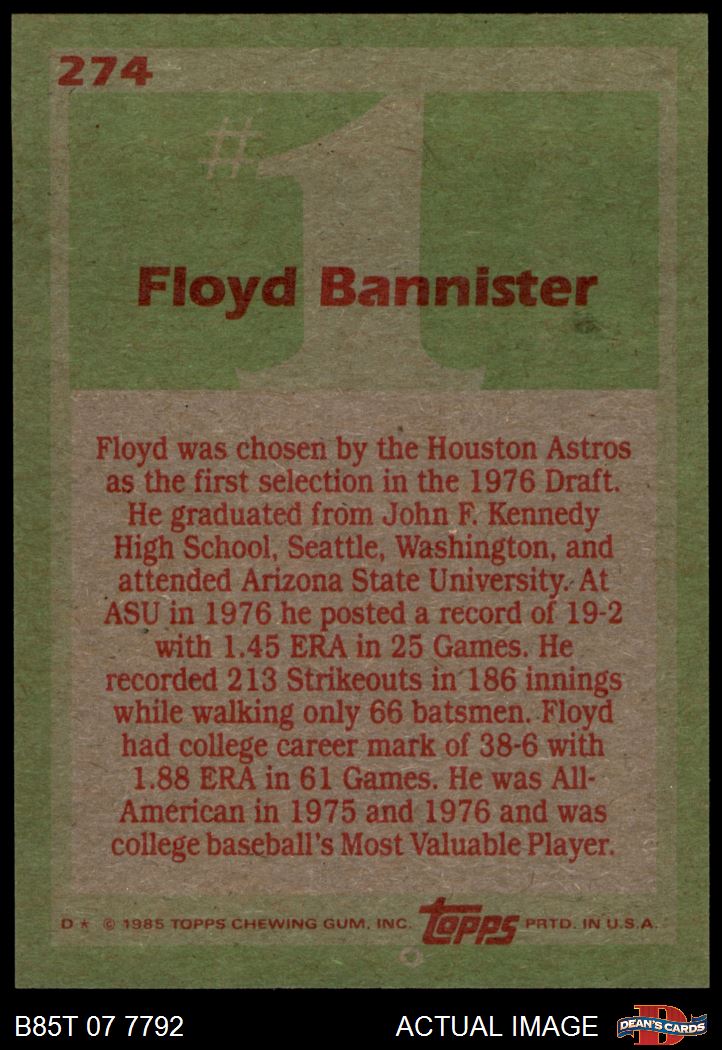 274
#1
Floyd Bannister
Floyd was chosen by the Houston Astros
as the first selection in the 1976 Draft.
He graduated from John F. Kennedy
High School, Seattle, Washington, and
attended Arizona State University. At
ASU in 1976 he posted a record of 19-2
with 1.45 ERA in 25 Games. He
recorded 213 Strikeouts in 186 innings
while walking only 66 batsmen. Floyd
had college career mark of 38-6 with
1.88 ERA in 61 Games. He was All-
American in 1975 and 1976 and was
college baseball's Most Valuable Player.
D * © 1985 TOPPS CHEWING GUM, INC. topps PRTD. IN U.S.A.
B85T 07 7792 ACTUAL IMAGE D DEAN'S CARDS